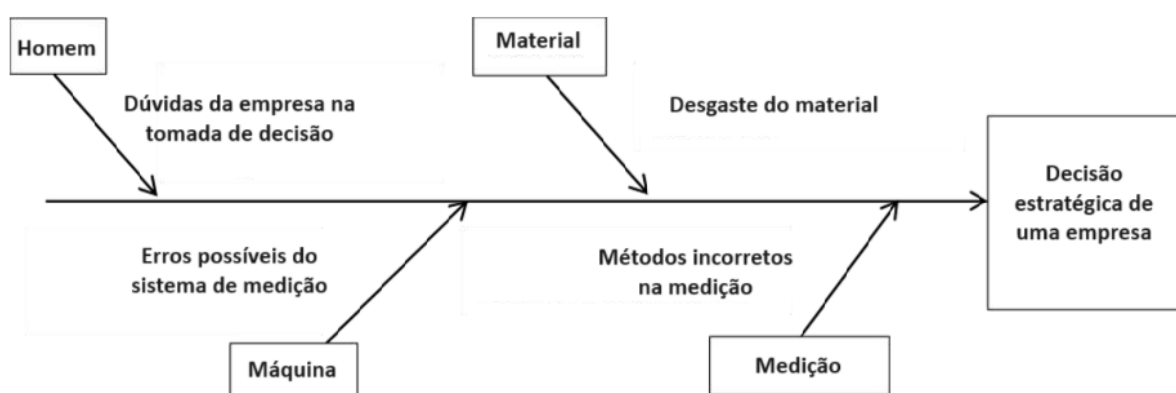 Homem
Material
Dúvidas da empresa na
tomada de decisão
Desgaste do material
Decisão
estratégica de
uma empresa
Erros possíveis do
sistema de medição
Métodos incorretos
na medição
Máquina
Medição